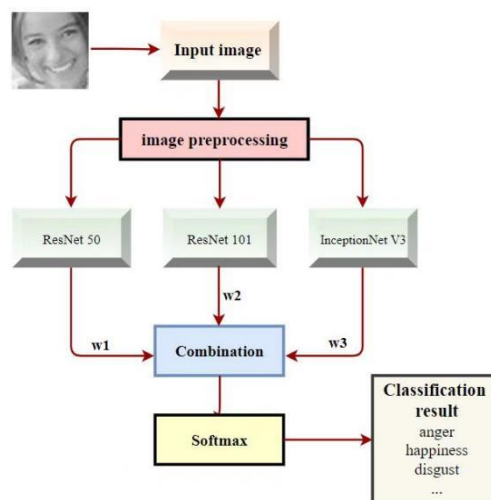 Input image
image preprocessing
ResNet 50
ResNet 101
InceptionNet V3
w1
w2
w3
Combination
Softmax
Classification
result
anger
happiness
disgust
...